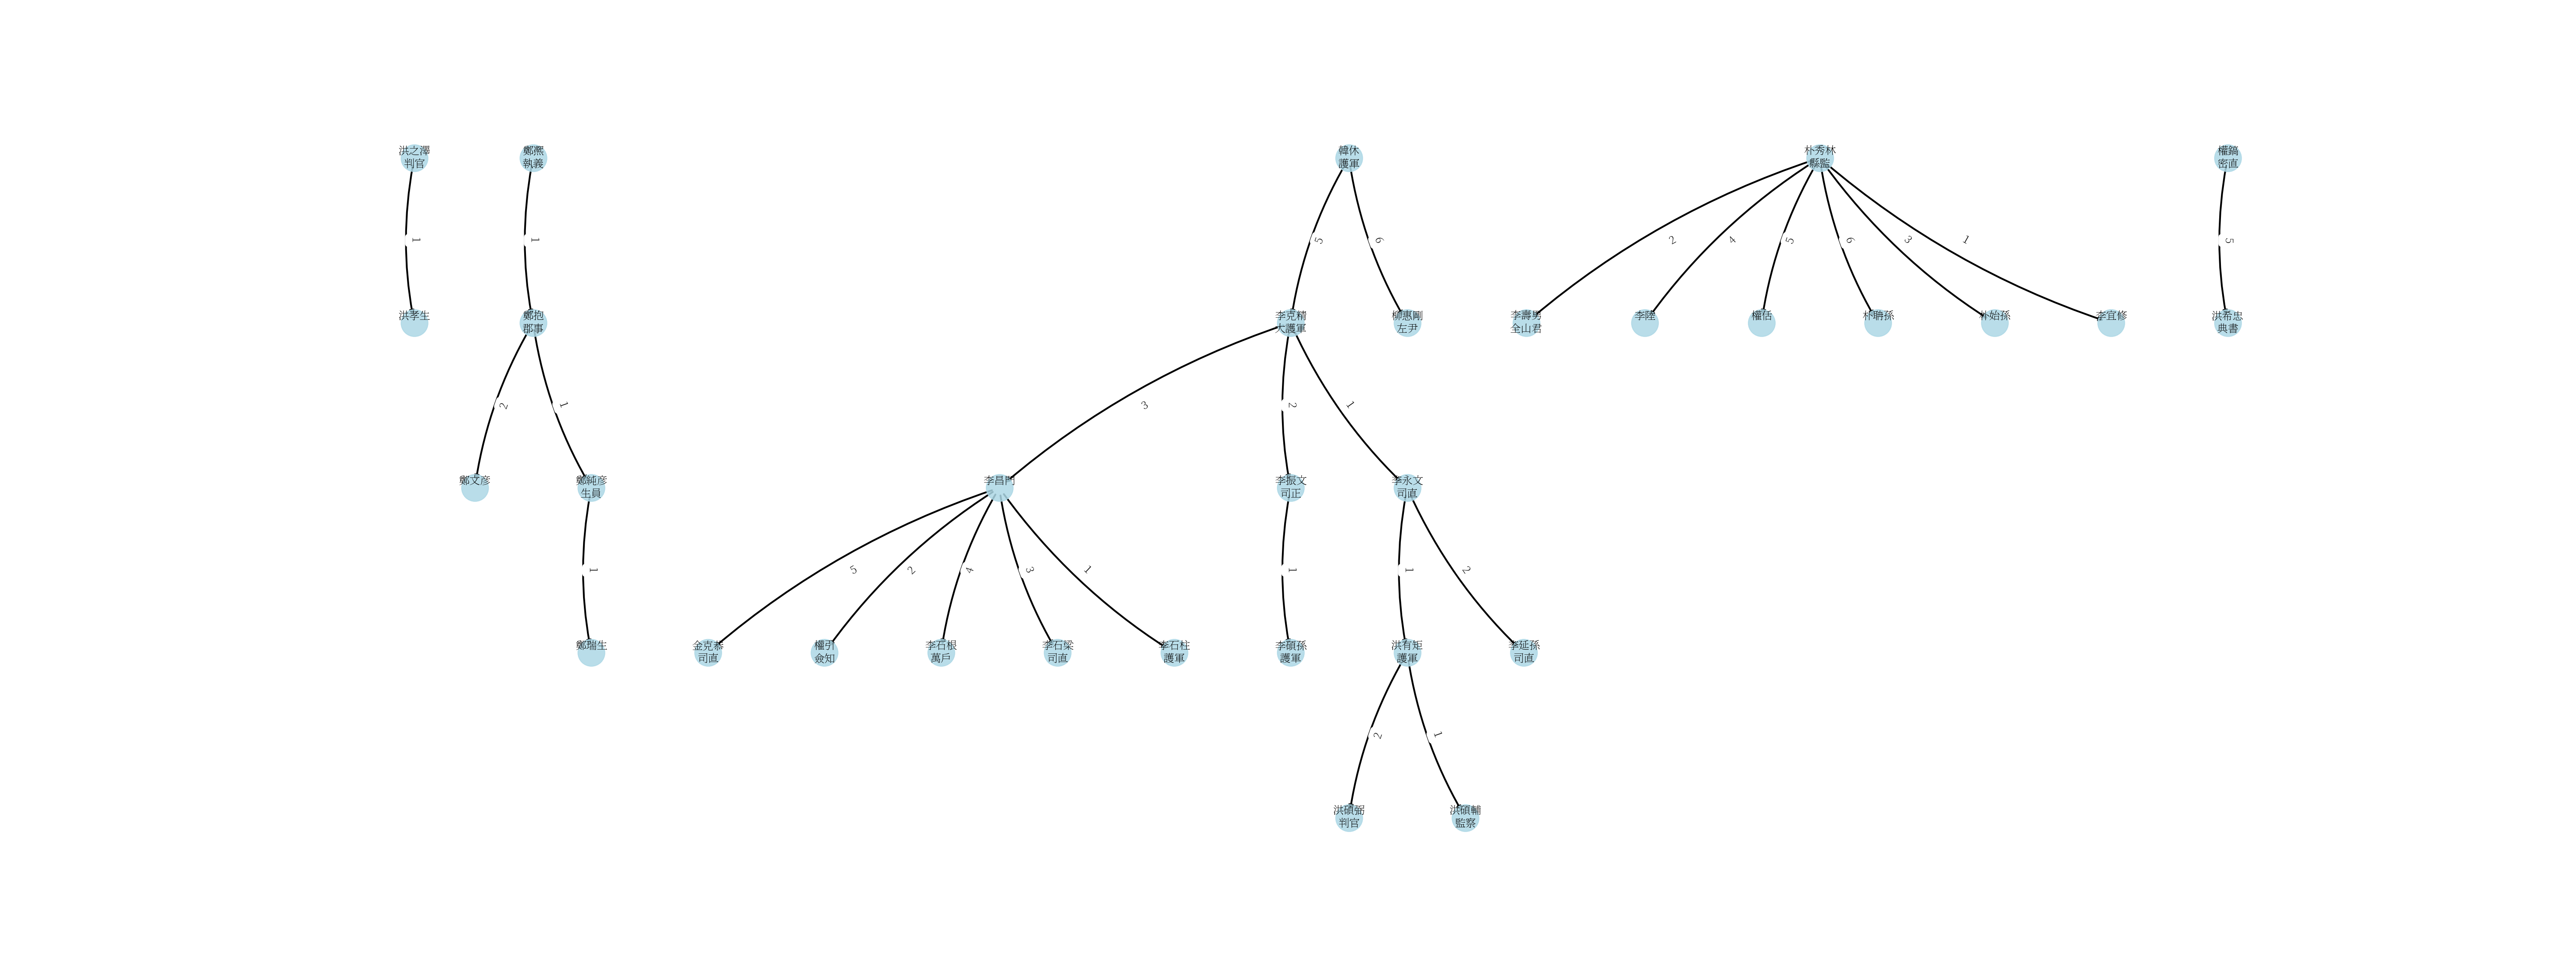 洪之澤
判官
鄭熈
執義
韓休
護軍
朴秀林
縣監
權鎬
密直
1
1
5
6
2
4
5
6
3
1
5
洪孝生
鄭抱
郡事
李克精
大護軍
柳惠剛
左尹
李壽男
全山君
李陸
權恬
朴聃孫
朴始孫
李宜修
洪希忠
典書
2
1
3
2
1
鄭文彦
鄭純彦
生員
李昌門
李振文
司正
李永文
司直
1
5
2
4
3
1
1
1
2
鄭瑞生
金克恭
司直
權引
僉知
李石根
萬戶
李石梁
司直
李石柱
護軍
李碩孫
護軍
洪有矩
護軍
李延孫
司直
2
1
洪碩弼
判官
洪碩輔
監察